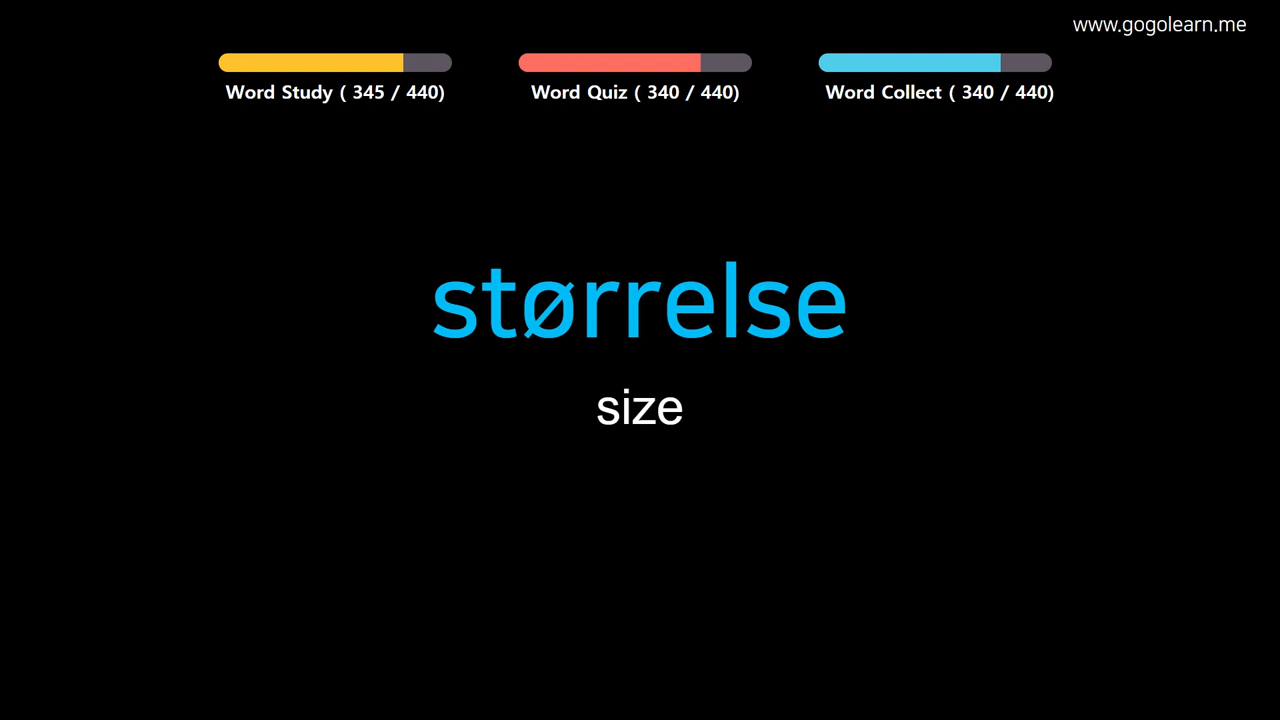 www.gogolearn.me
Word Study ( 345 / 440)
Word Quiz ( 340 / 440)
Word Collect ( 340 / 440)
størrelse
size